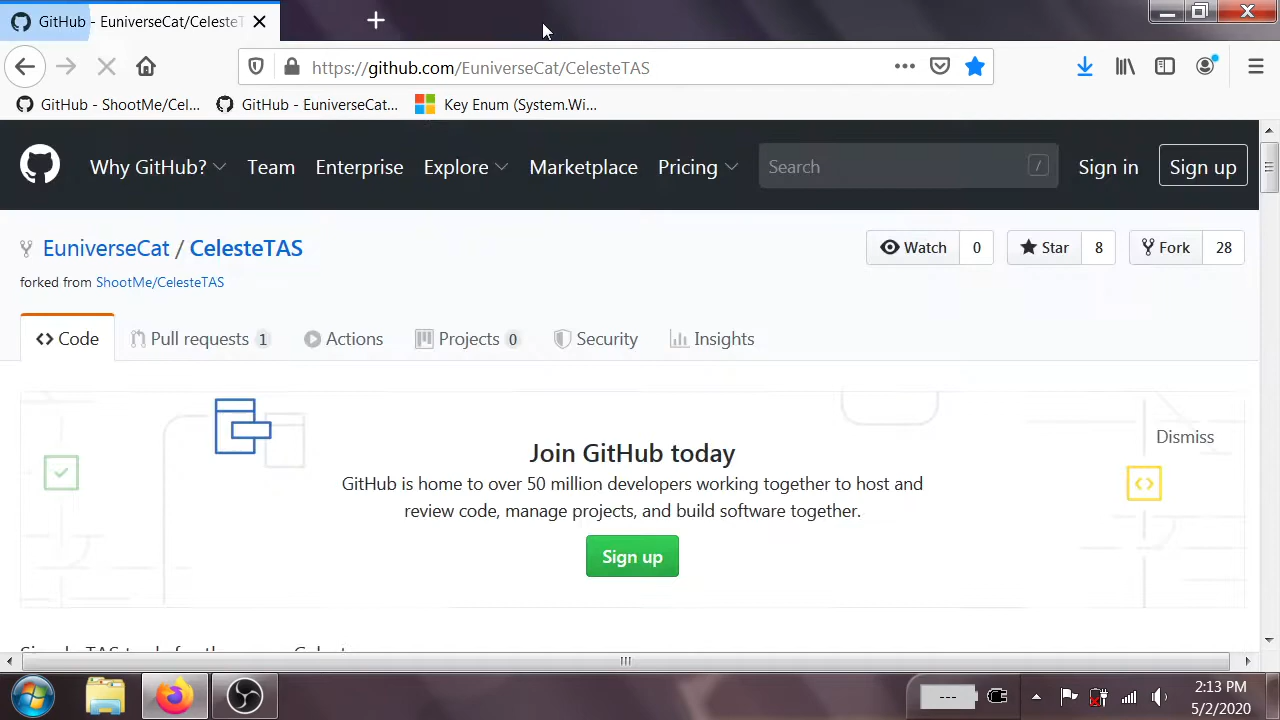 GitHub - EuniverseCat/CelesteT
https://github.com/EuniverseCat/CelesteTAS
GitHub - ShootMe/Cel... GitHub - EuniverseCat... Key Enum (System.Wi...
Why GitHub? Team Enterprise Explore Marketplace Pricing Search / Sign in Sign up
EuniverseCat / CelesteTAS Watch 0 Star 8 Fork 28
forked from ShootMe/CelesteTAS
Code Pull requests 1 Actions Projects 0 Security Insights
Join GitHub today
Dismiss
GitHub is home to over 50 million developers working together to host and
review code, manage projects, and build software together.
Sign up
2:13 PM
5/2/2020